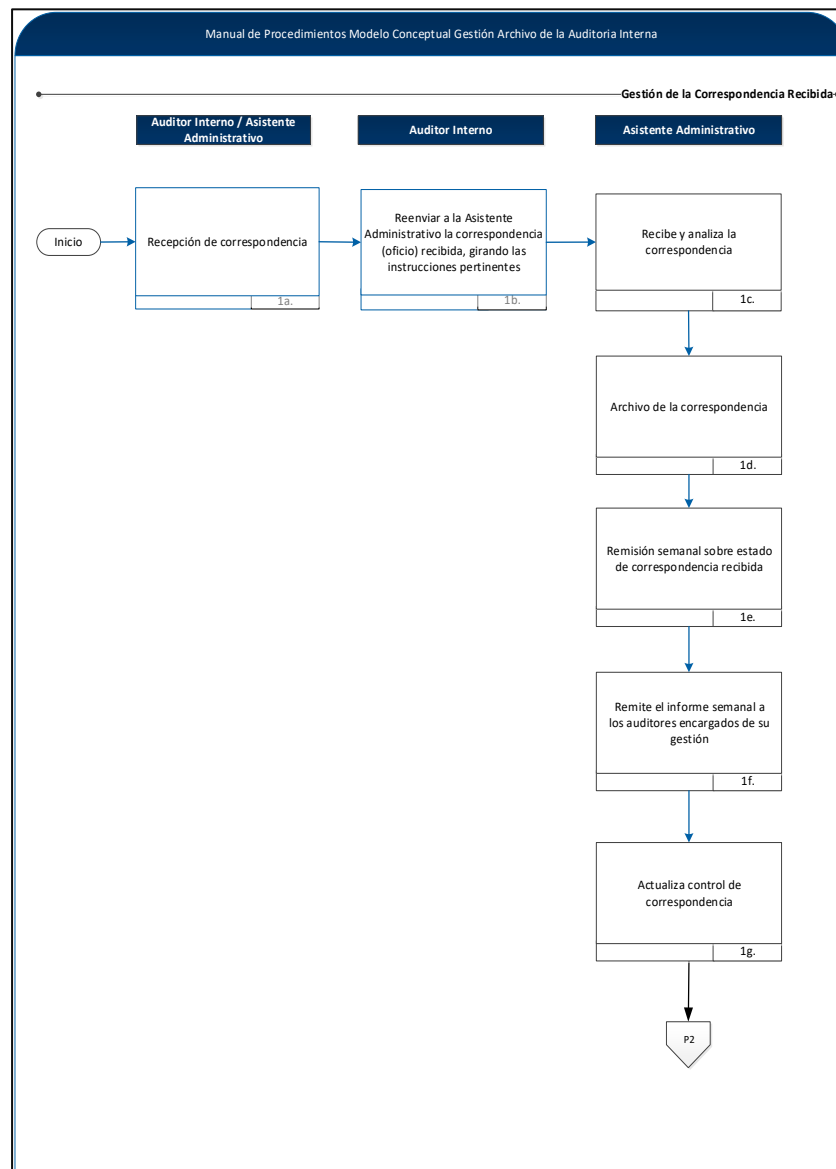 Manual de Procedimientos Modelo Conceptual Gestión Archivo de la Auditoria Interna
Gestión de la Correspondencia Recibida
Auditor Interno / Asistente
Administrativo
Auditor Interno
Asistente Administrativo
Inicio
Recepción de correspondencia
1a.
Reenviar a la Asistente
Administrativo la correspondencia
(oficio) recibida, girando las
instrucciones pertinentes
1b.
Recibe y analiza la
correspondencia
1c.
Archivo de la correspondencia
1d.
Remisión semanal sobre estado
de correspondencia recibida
1e.
Remite el informe semanal a
los auditores encargados de su
gestión
1f.
Actualiza control de
correspondencia
1g.
P2